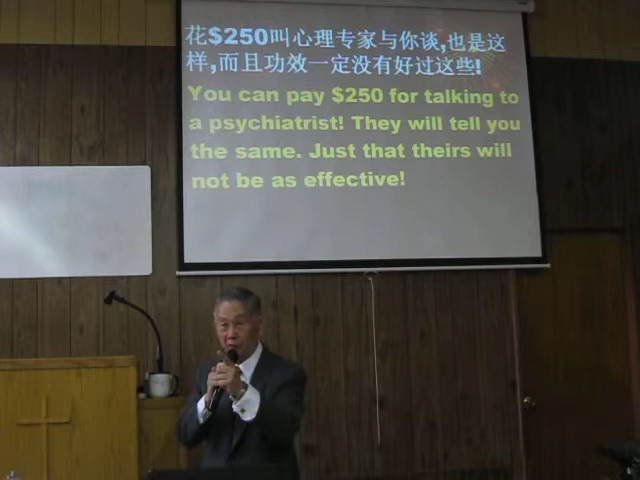 花$250叫心理专家与你谈,也是这
样,而且功效一定没有好过这些!
You can pay $250 for talking to
a psychiatrist! They will tell you
the same. Just that theirs will
not be as effective!